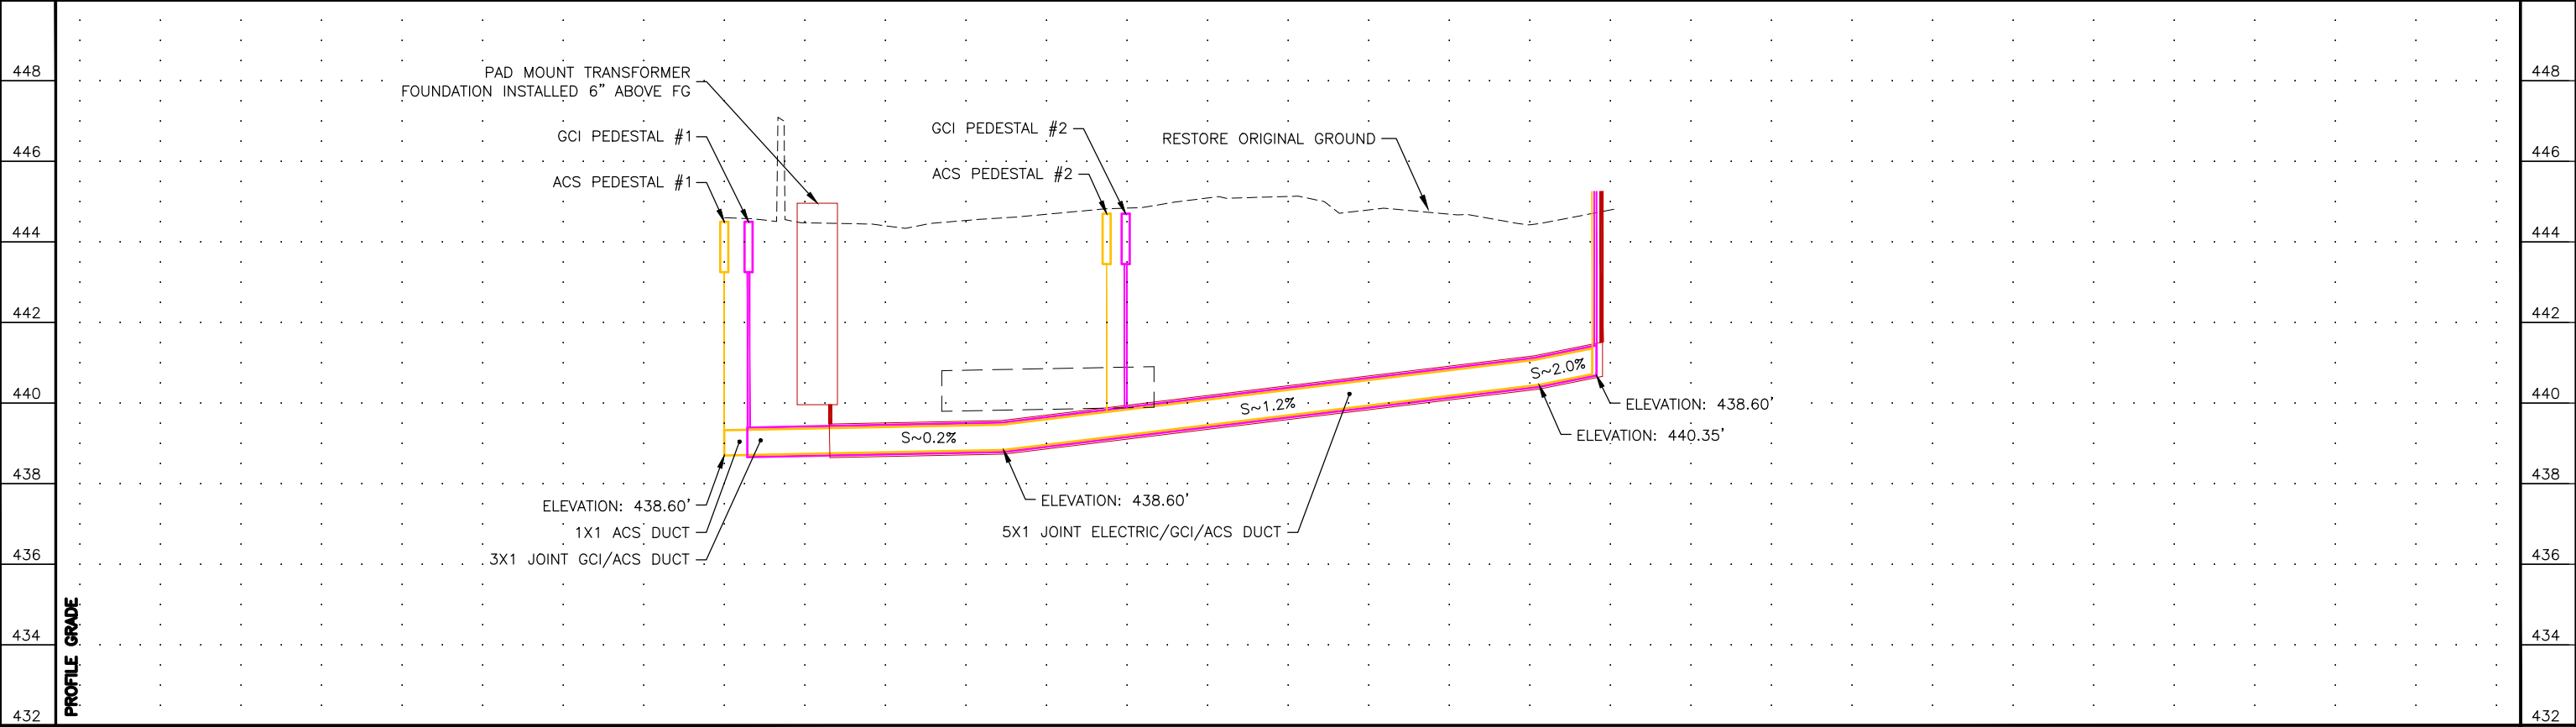 448
446
444
442
440
438
436
434
432
PROFILE GRADE
PAD MOUNT TRANSFORMER
FOUNDATION INSTALLED 6” ABOVE FG
GCI PEDESTAL #1
ACS PEDESTAL #1
GCI PEDESTAL #2
ACS PEDESTAL #2
RESTORE ORIGINAL GROUND
S~0.2%
S~1.2%
S~2.0%
ELEVATION: 438.60'
ELEVATION: 440.35'
ELEVATION: 438.60'
1X1 ACS DUCT
3X1 JOINT GCI/ACS DUCT
ELEVATION: 438.60'
5X1 JOINT ELECTRIC/GCI/ACS DUCT
448
446
444
442
440
438
436
434
432